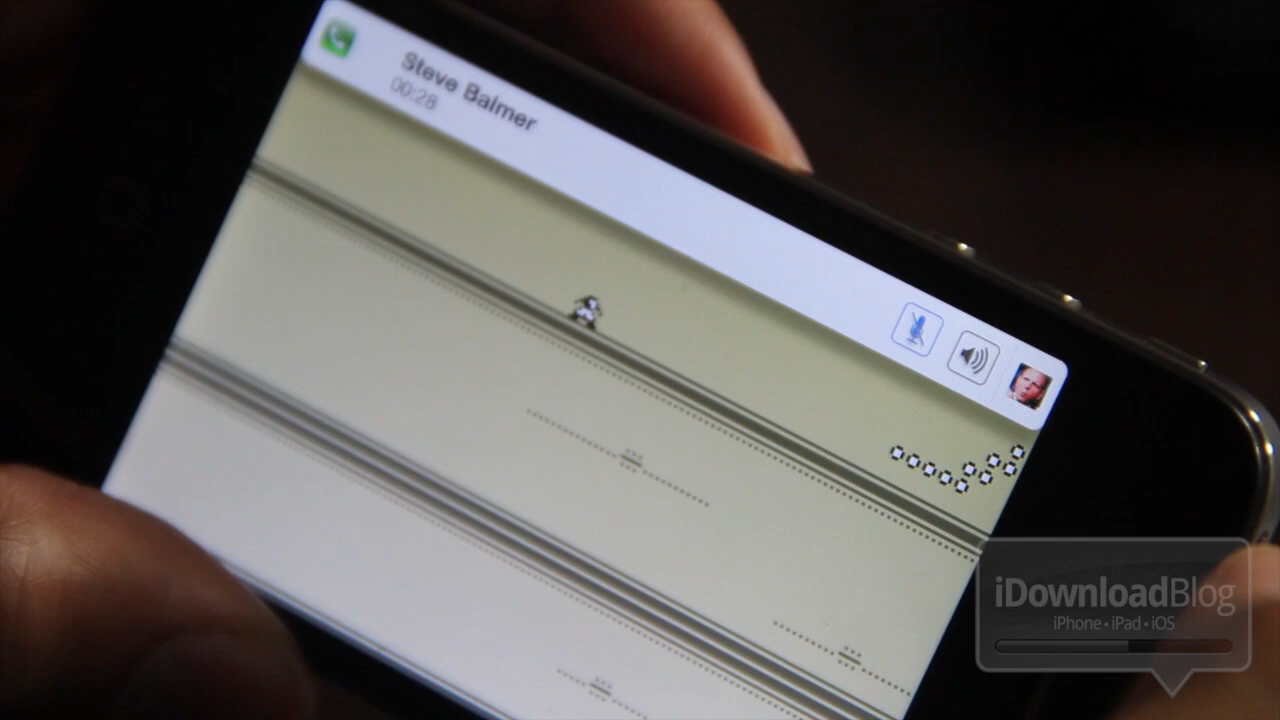 Steve Balmer
00:28
iDownloadBlog
iPhone • iPad • iOS